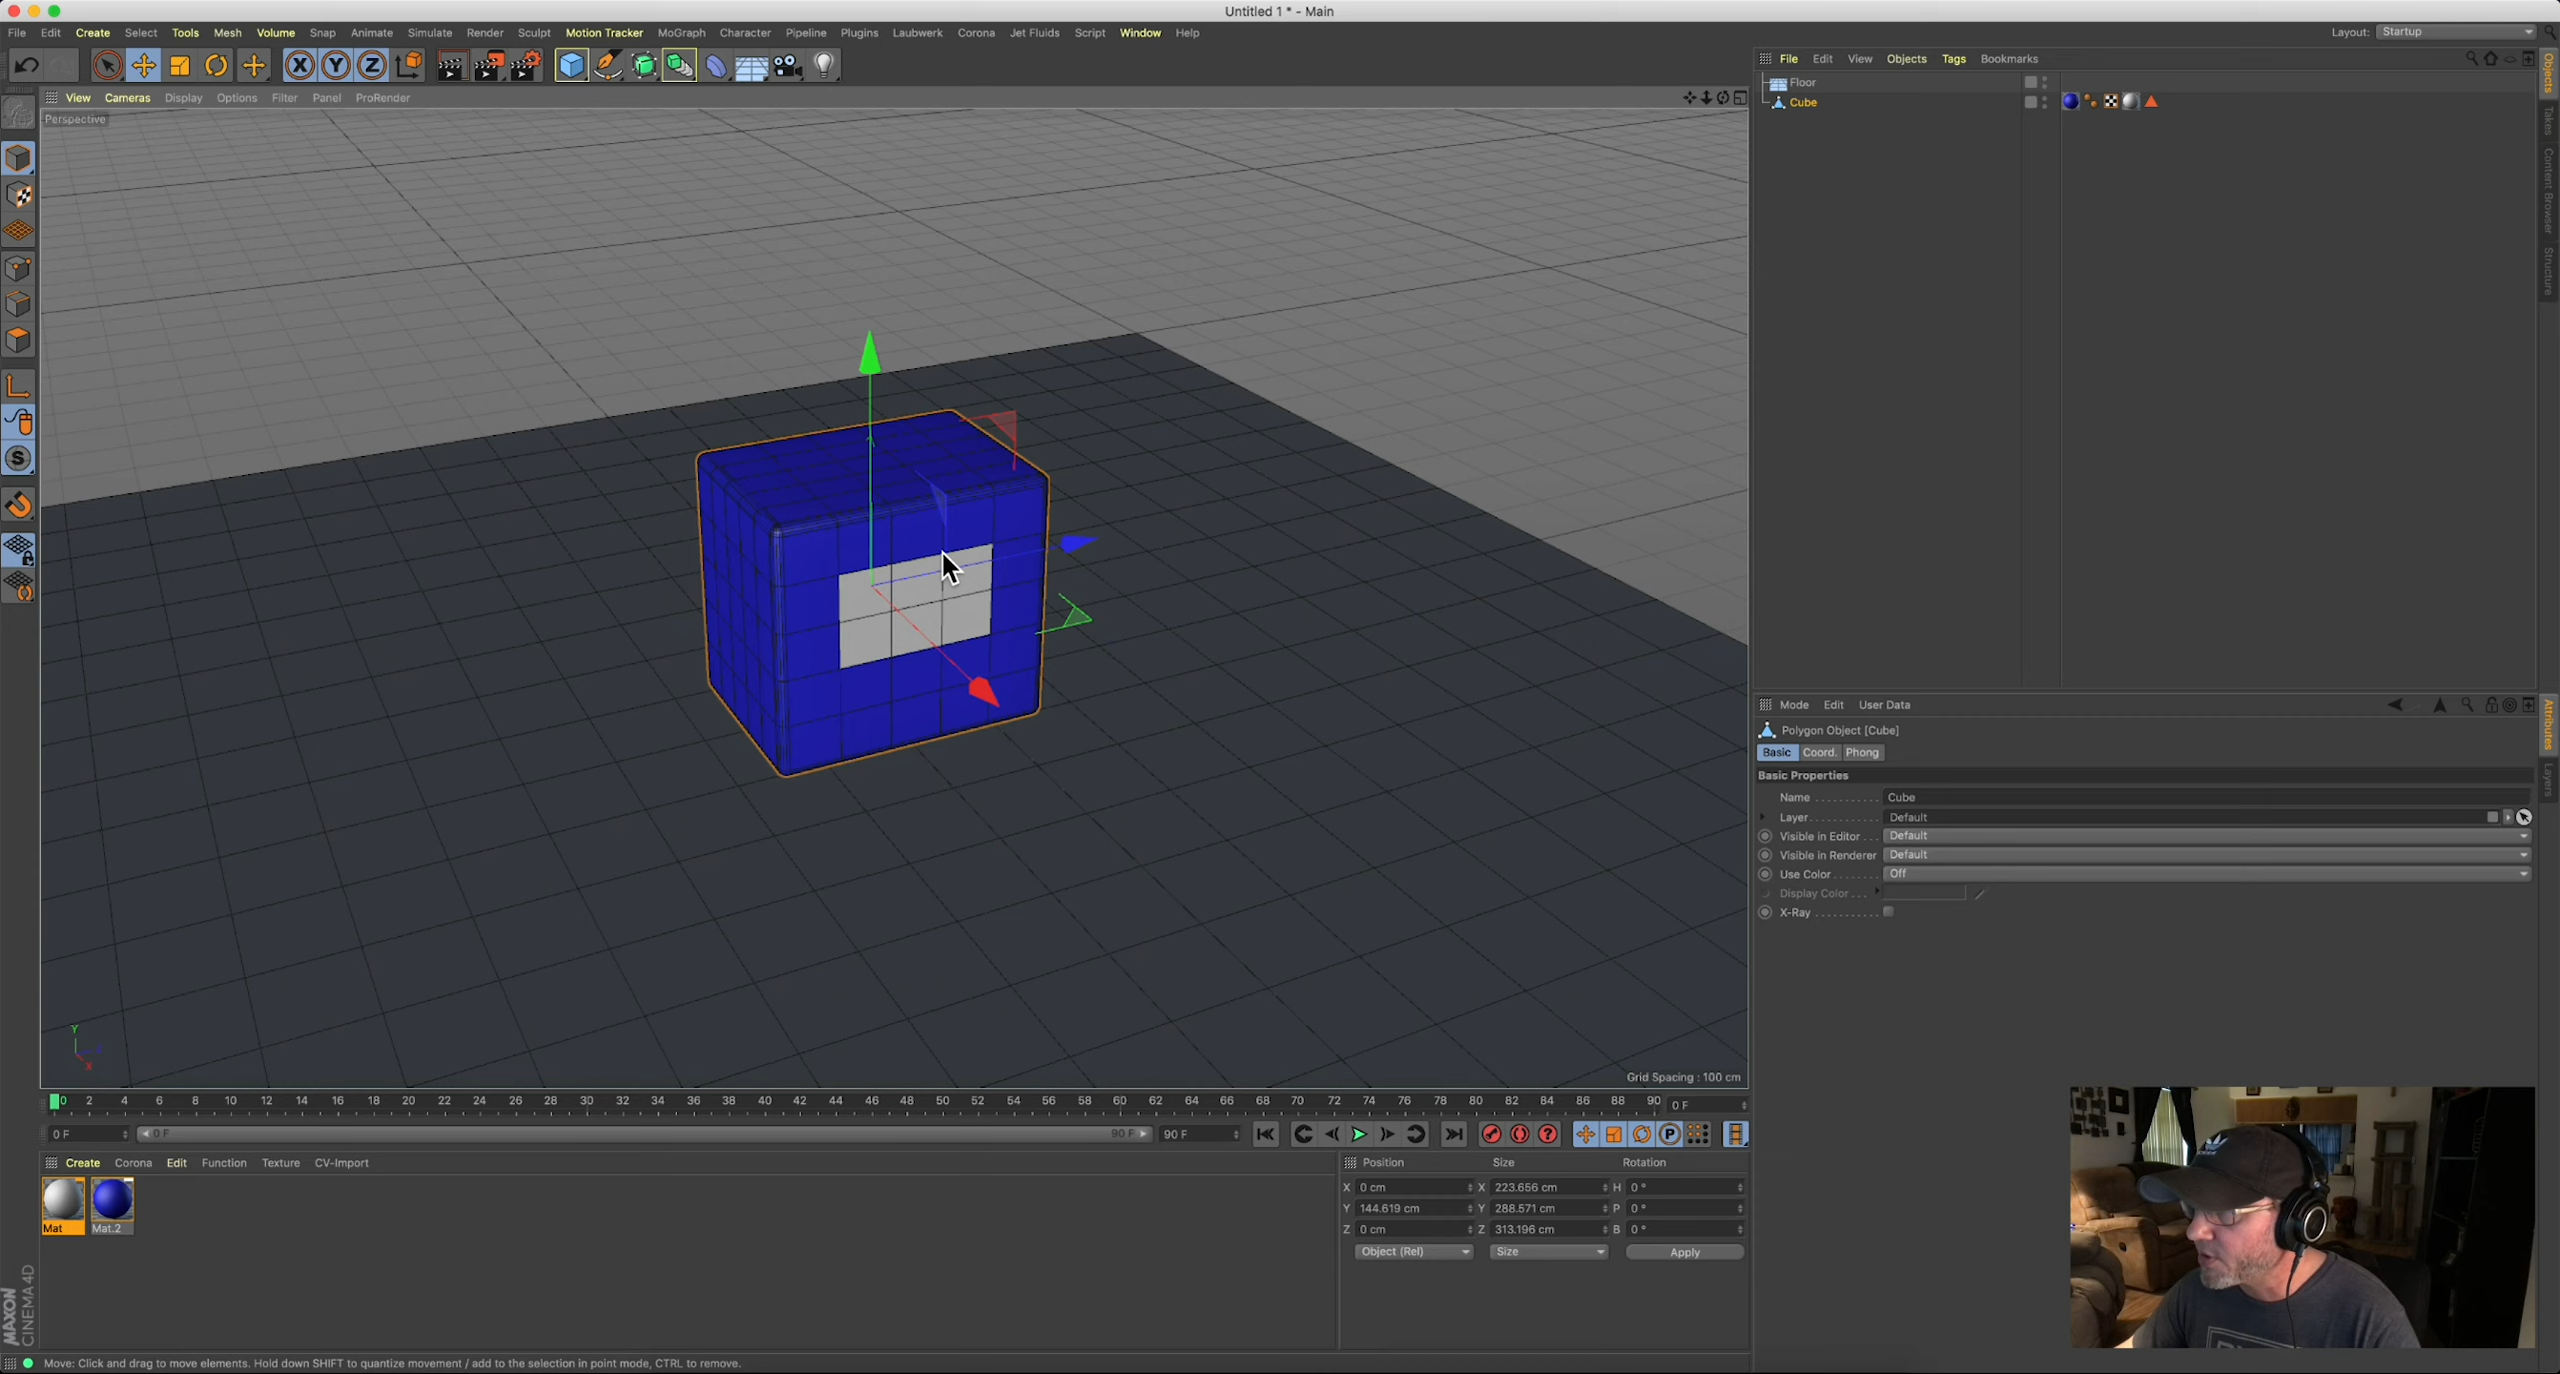 Untitled 1 * - Main
File Edit Create Select Tools Mesh Volume Snap Animate Simulate Render Sculpt Motion Tracker MoGraph Character Pipeline Plugins Laubwerk Corona Jet Fluids Script Window Help
Layout: Startup
X Y Z
File Edit View Objects Tags Bookmarks
View Cameras Display Options Filter Panel ProRender
Perspective
Floor
Cube
Objects
Takes
Content Browser
Structure
S
Mode Edit User Data
Polygon Object [Cube]
Basic Coord. Phong
Basic Properties
Name . . . . . . . . . . . Cube
Layer. . . . . . . . . . . Default
Visible in Editor . . . Default
Visible in Renderer Default
Use Color. . . . . . . . Off
Display Color . . .
X-Ray . . . . . . . . . . .
Attributes
Layers
Y
X
Grid Spacing : 100 cm
0 2 4 6 8 10 12 14 16 18 20 22 24 26 28 30 32 34 36 38 40 42 44 46 48 50 52 54 56 58 60 62 64 66 68 70 72 74 76 78 80 82 84 86 88 90 0 F
0 F 0 F 90 F 90 F
P
Create Corona Edit Function Texture CV-Import
Mat Mat.2
Position Size Rotation
X 0 cm X 223.656 cm H 0 °
Y 144.619 cm Y 288.571 cm P 0 °
Z 0 cm Z 313.196 cm B 0 °
Object (Rel) Size Apply
MAXON
CINEMA 4D
Move: Click and drag to move elements. Hold down SHIFT to quantize movement / add to the selection in point mode, CTRL to remove.